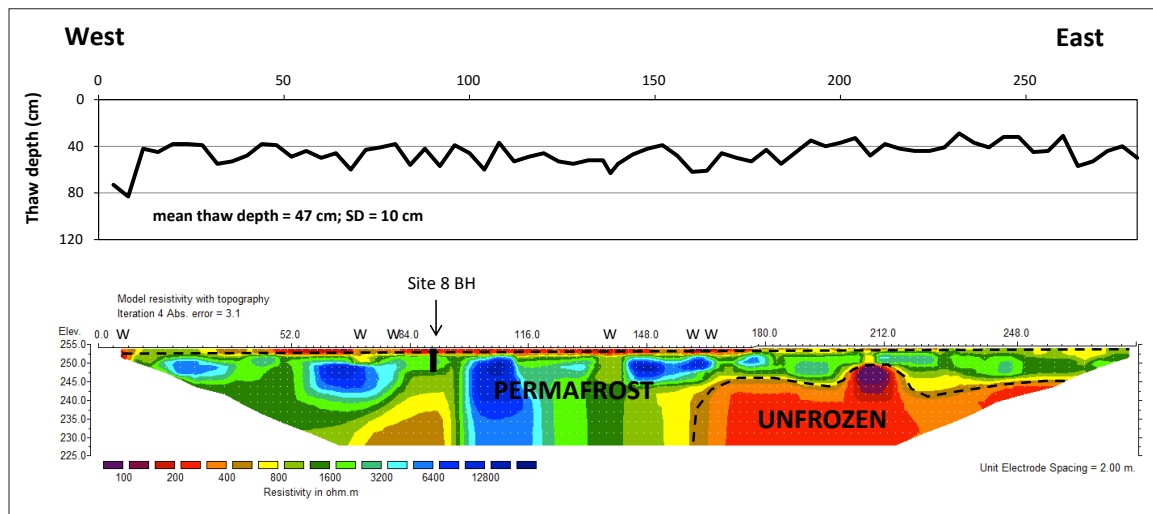 West East
0 50 100 150 200 250
0
40
80
120
Thaw depth (cm)
mean thaw depth = 47 cm; SD = 10 cm
Site 8 BH
Model resistivity with topography
Iteration 4 Abs. error = 3.1
Elev. 0.0 52.0 84.0 116.0 148.0 180.0 212.0 248.0
W W W W W W
255.0
250.0
245.0
240.0
235.0
230.0
225.0
PERMAFROST
UNFROZEN
100 200 400 800 1600 3200 6400 12800
Resistivity in ohm.m
Unit Electrode Spacing = 2.00 m.